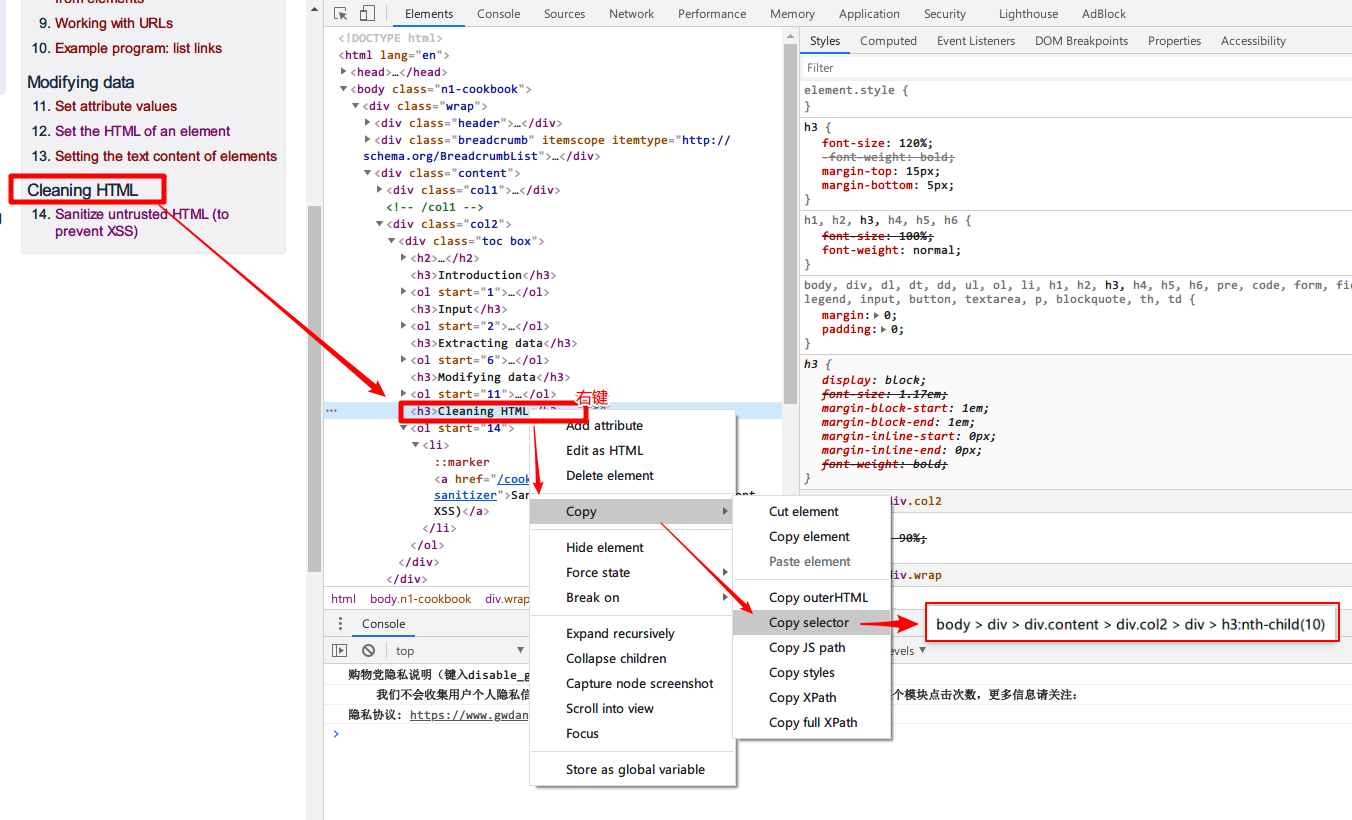 from elements
9. Working with URLs
10. Example program: list links
Modifying data
11. Set attribute values
12. Set the HTML of an element
13. Setting the text content of elements
Cleaning HTML
14. Sanitize untrusted HTML (to
prevent XSS)
Elements Console Sources Network Performance Memory Application Security Lighthouse AdBlock
<!DOCTYPE html>
<html lang="en">
<head>…</head>
<body class="n1-cookbook">
<div class="wrap">
<div class="header">…</div>
<div class="breadcrumb" itemscope itemtype="http://
schema.org/BreadcrumbList">…</div>
<div class="content">
<div class="col1">…</div>
<!-- /col1 -->
<div class="col2">
<div class="toc box">
<h2>…</h2>
<h3>Introduction</h3>
<ol start="1">…</ol>
<h3>Input</h3>
<ol start="2">…</ol>
<h3>Extracting data</h3>
<ol start="6">…</ol>
<h3>Modifying data</h3>
<ol start="11">…</ol>
右键
<h3>Cleaning HTML
<ol start="14">
<li>
::marker
<a href="/cook
sanitizer">San
XSS)</a>
</li>
</ol>
</div>
</div>
html body.n1-cookbook div.wrap
Add attribute
Edit as HTML
Delete element
Copy
Hide element
Force state
Break on
Expand recursively
Collapse children
Capture node screenshot
Scroll into view
Focus
Store as global variable
Cut element
Copy element
Paste element
Copy outerHTML
Copy selector
Copy JS path
Copy styles
Copy XPath
Copy full XPath
body > div > div.content > div.col2 > div > h3:nth-child(10)
Styles Computed Event Listeners DOM Breakpoints Properties Accessibility
Filter
element.style {
}
h3 {
font-size: 120%;
font-weight: bold;
margin-top: 15px;
margin-bottom: 5px;
}
h1, h2, h3, h4, h5, h6 {
font-size: 100%;
font-weight: normal;
}
body, div, dl, dt, dd, ul, ol, li, h1, h2, h3, h4, h5, h6, pre, code, form, fie
legend, input, button, textarea, p, blockquote, th, td {
margin: 0;
padding: 0;
}
h3 {
display: block;
font-size: 1.17em;
margin-block-start: 1em;
margin-block-end: 1em;
margin-inline-start: 0px;
margin-inline-end: 0px;
font-weight: bold;
}
div.col2
90%;
div.wrap
Console
top
evels
购物党隐私说明（键入disable_g
我们不会收集用户个人隐私信
个模块点击次数，更多信息请关注：
隐私协议: https://www.gwdan